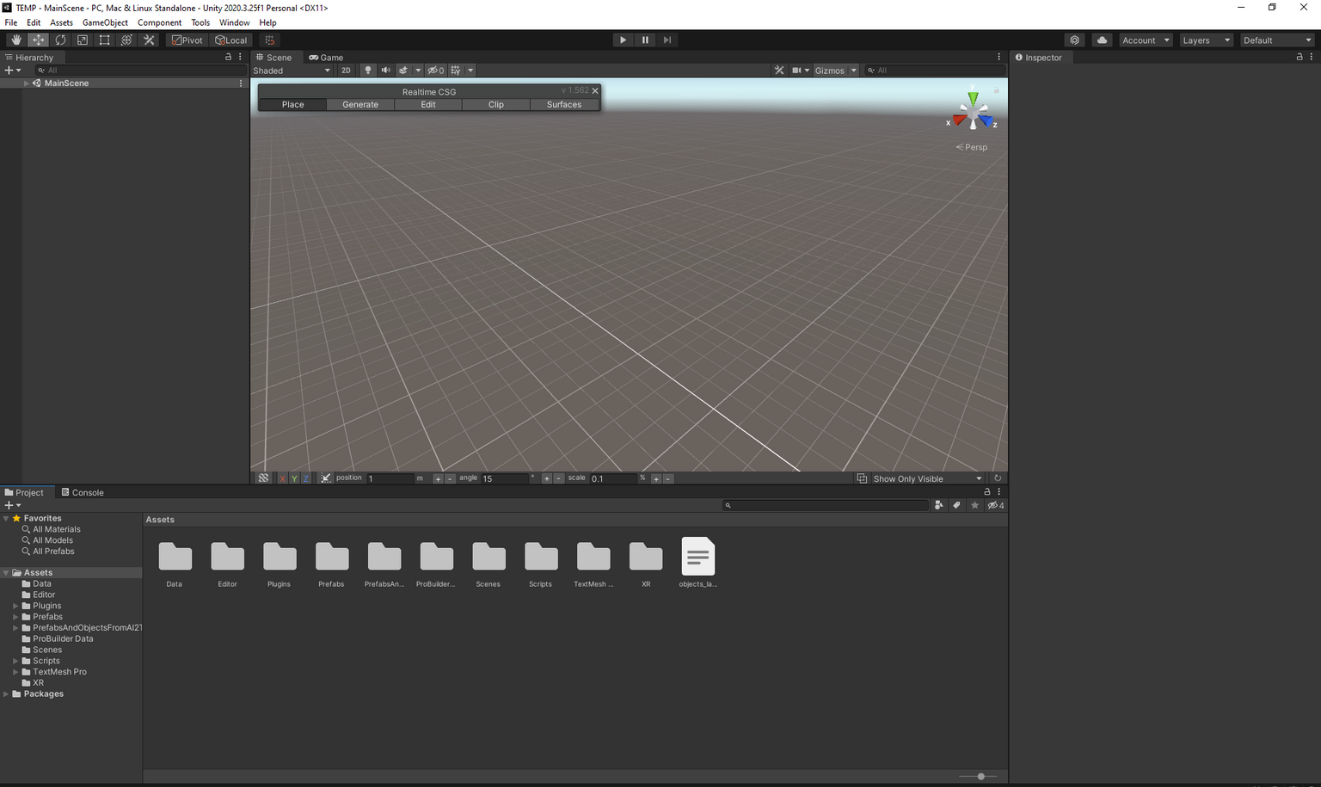 TEMP - MainScene - PC, Mac & Linux Standalone - Unity 2020.3.25f1 Personal <DX11>
File Edit Assets GameObject Component Tools Window Help
Pivot Local Account Layers Default
Hierarchy
All
MainScene
Scene Game
Shaded 2D 0 Gizmos All
Realtime CSG v 1.562
Place Generate Edit Clip Surfaces
y
x z
Persp
X Y Z position 1 m + - angle 15 ° + - scale 0.1 % + - Show Only Visible
Inspector
Project Console
4
Favorites
All Materials
All Models
All Prefabs
Assets
Data
Editor
Plugins
Prefabs
PrefabsAndObjectsFromAI2T
ProBuilder Data
Scenes
Scripts
TextMesh Pro
XR
Packages
Assets
Data Editor Plugins Prefabs PrefabsAn... ProBuilder... Scenes Scripts TextMesh ... XR objects_la...